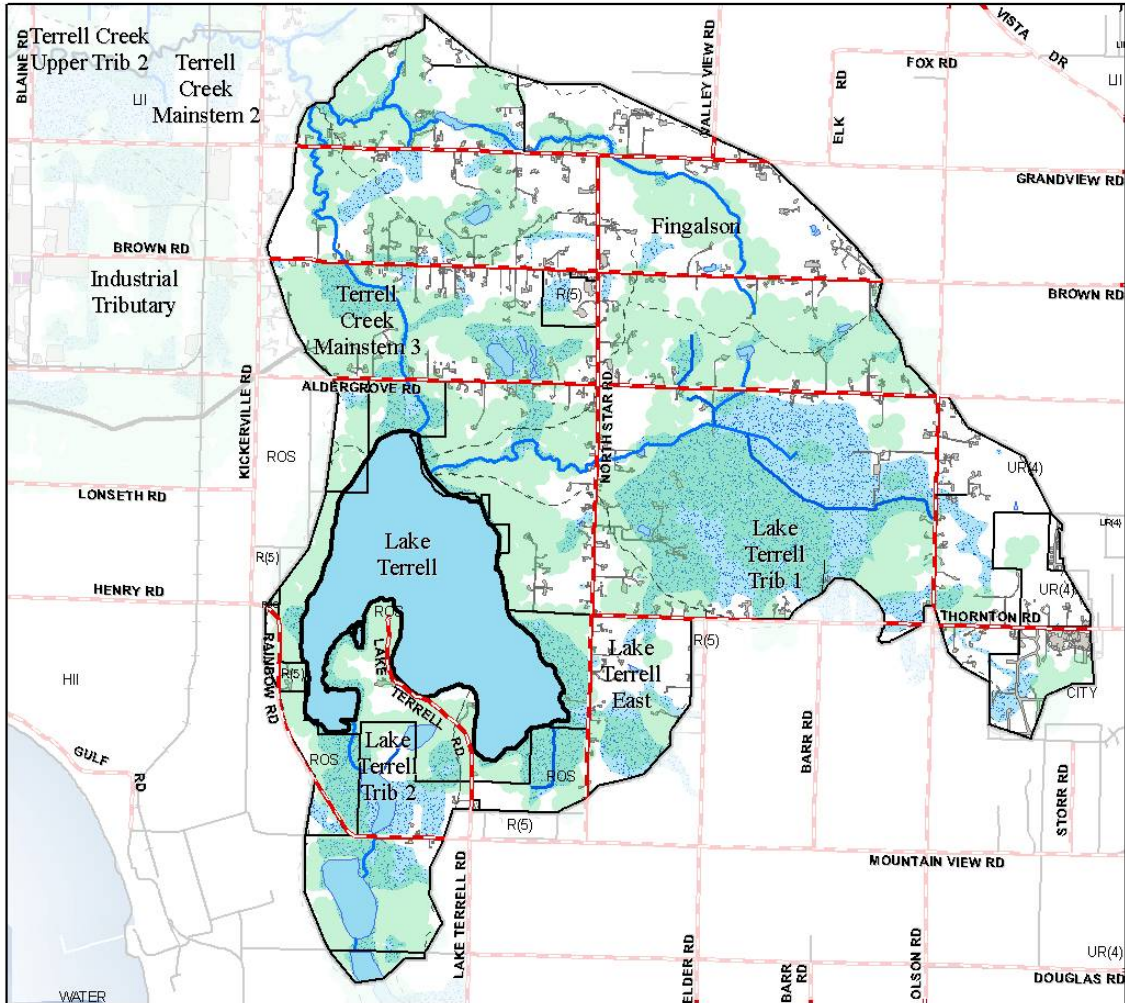 Terrell Creek
Upper Trib 2
Terrell
Creek
Mainstem 2
BLAINE RD
LII
VISTA DR
LII
FOX RD
ELK RD
VALLEY VIEW RD
GRANDVIEW RD
Fingalson
BROWN RD
Industrial
Tributary
R(5)
BROWN RD
Terrell
Creek
Mainstem 3
ALDERGROVE RD
KICKERVILLE RD
NORTH STAR RD
ROS
UR(4)
LONSETH RD
UR(4)
Lake
Terrell
Lake
Terrell
Trib 1
R(5)
HENRY RD
ROS
UR(4)
THORNTON RD
RAINBOW RD
LAKE TERRELL RD
R(5)
Lake
Terrell
East
R(5)
HII
CITY
GULF RD
ROS
Lake
Terrell
Trib 2
ROS
BARR RD
STORR RD
R(5)
MOUNTAIN VIEW RD
LAKE TERRELL RD
ELDER RD
BARR RD
OLSON RD
UR(4)
DOUGLAS RD
WATER